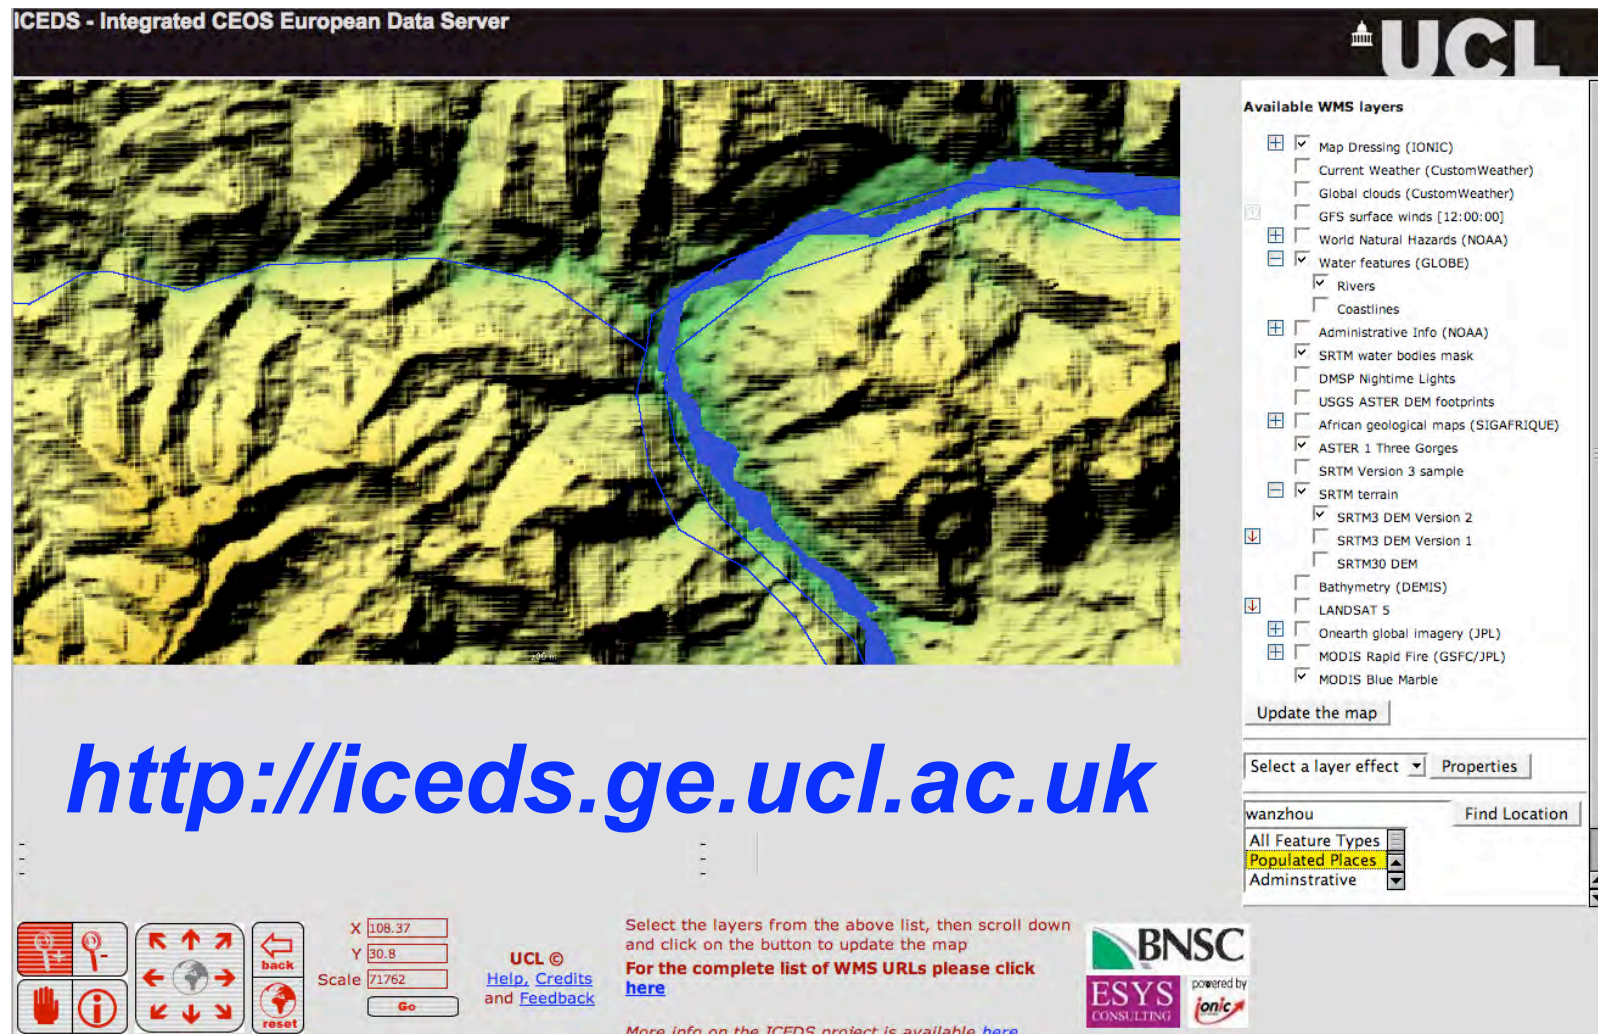 ICEDS - Integrated CEOS European Data Server
UCL
Available WMS layers
Map Dressing (IONIC)
Current Weather (CustomWeather)
Global clouds (CustomWeather)
GFS surface winds [12:00:00]
World Natural Hazards (NOAA)
Water features (GLOBE)
Rivers
Coastlines
Administrative Info (NOAA)
SRTM water bodies mask
DMSP Nightime Lights
USGS ASTER DEM footprints
African geological maps (SIGAFRIQUE)
ASTER 1 Three Gorges
SRTM Version 3 sample
SRTM terrain
SRTM3 DEM Version 2
SRTM3 DEM Version 1
SRTM30 DEM
Bathymetry (DEMIS)
LANDSAT 5
Onearth global imagery (JPL)
MODIS Rapid Fire (GSFC/JPL)
MODIS Blue Marble
Update the map
Select a layer effect Properties
wanzhou Find Location
All Feature Types
Populated Places
Adminstrative
http://iceds.ge.ucl.ac.uk
back
reset
X 108.37
Y 30.8
Scale 71762
Go
UCL ©
Help, Credits
and Feedback
Select the layers from the above list, then scroll down
and click on the button to update the map
For the complete list of WMS URLs please click
here
More info on the ICEDS project is available here
BNSC
ESYS
CONSULTING
powered by
ionic